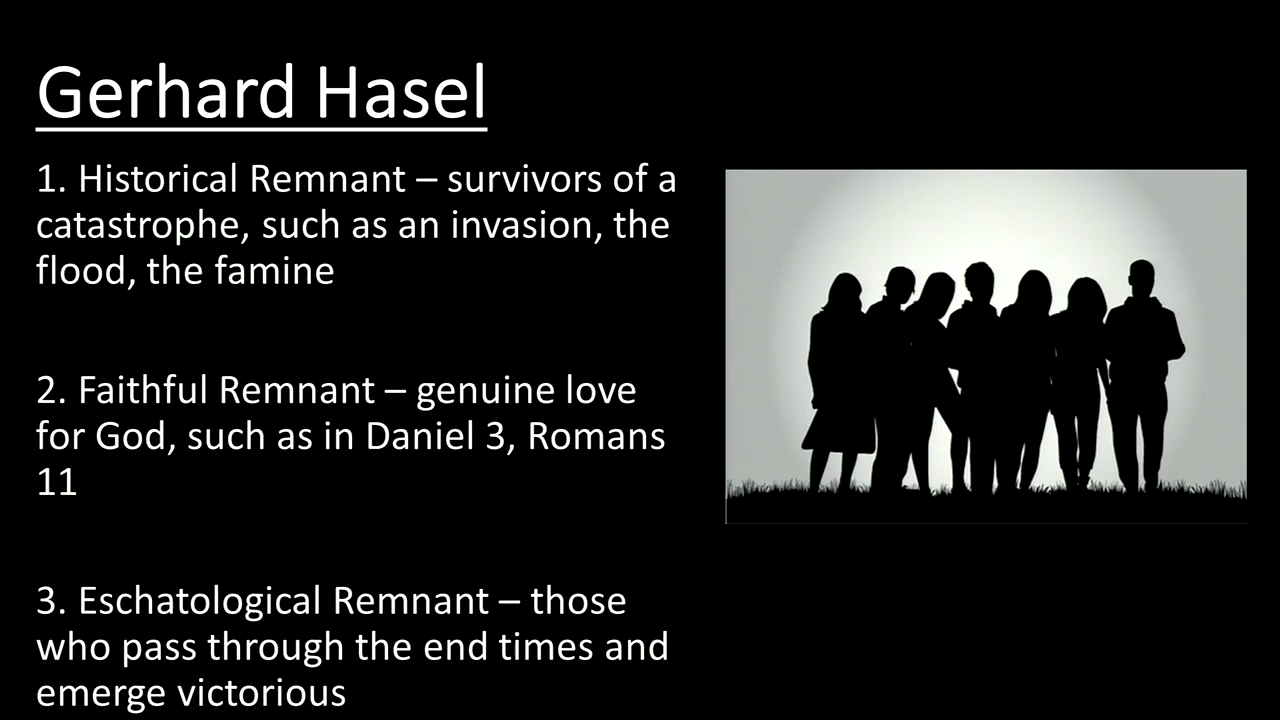 Gerhard Hasel
1. Historical Remnant – survivors of a
catastrophe, such as an invasion, the
flood, the famine
2. Faithful Remnant – genuine love
for God, such as in Daniel 3, Romans
11
3. Eschatological Remnant – those
who pass through the end times and
emerge victorious